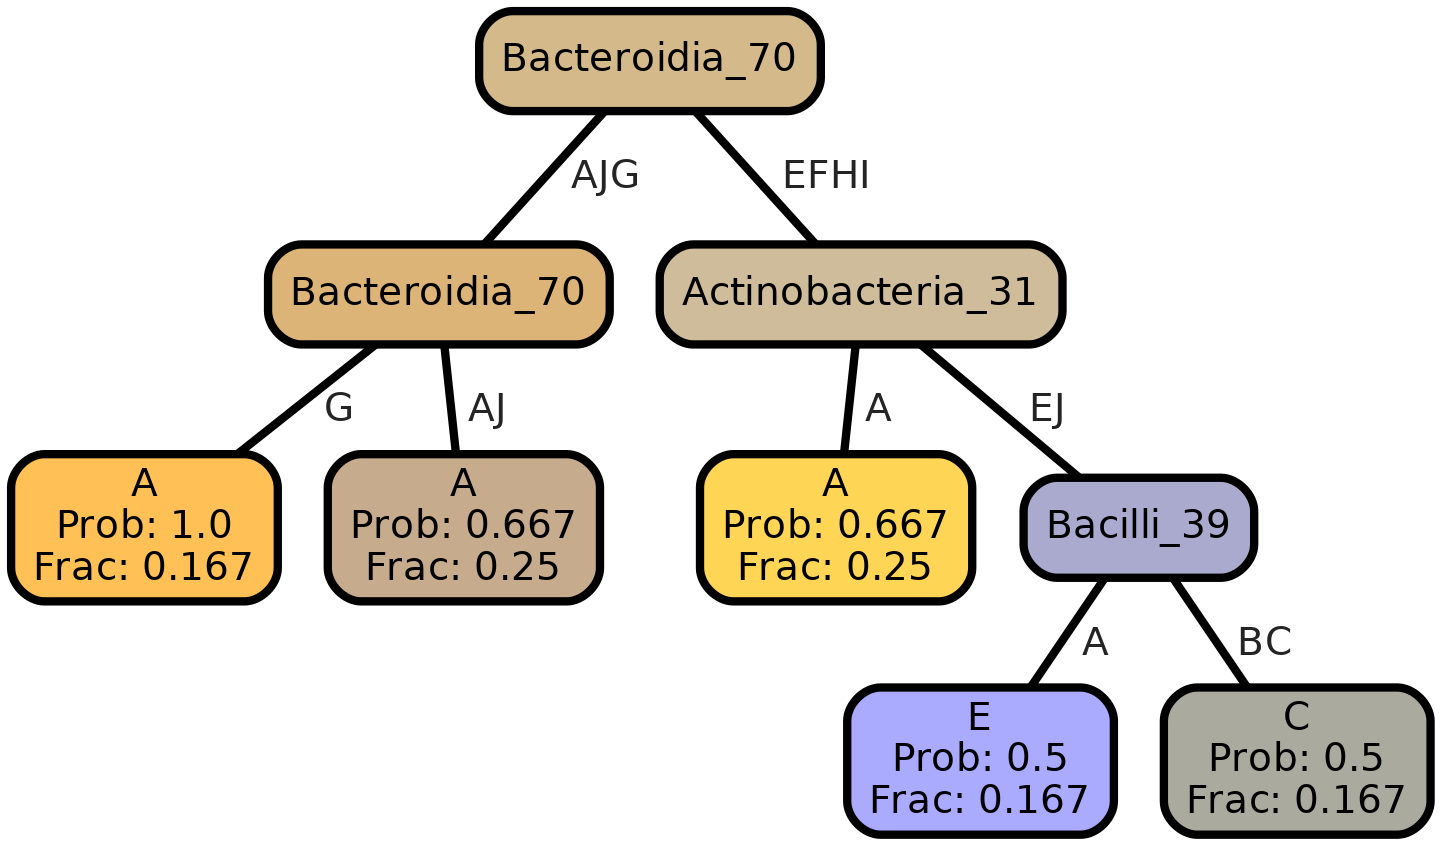 Bacteroidia_70
AJG
EFHI
Bacteroidia_70
Actinobacteria_31
G
AJ
A
EJ
A
Prob: 1.0
Frac: 0.167
A
Prob: 0.667
Frac: 0.25
A
Prob: 0.667
Frac: 0.25
Bacilli_39
A
BC
E
Prob: 0.5
Frac: 0.167
C
Prob: 0.5
Frac: 0.167